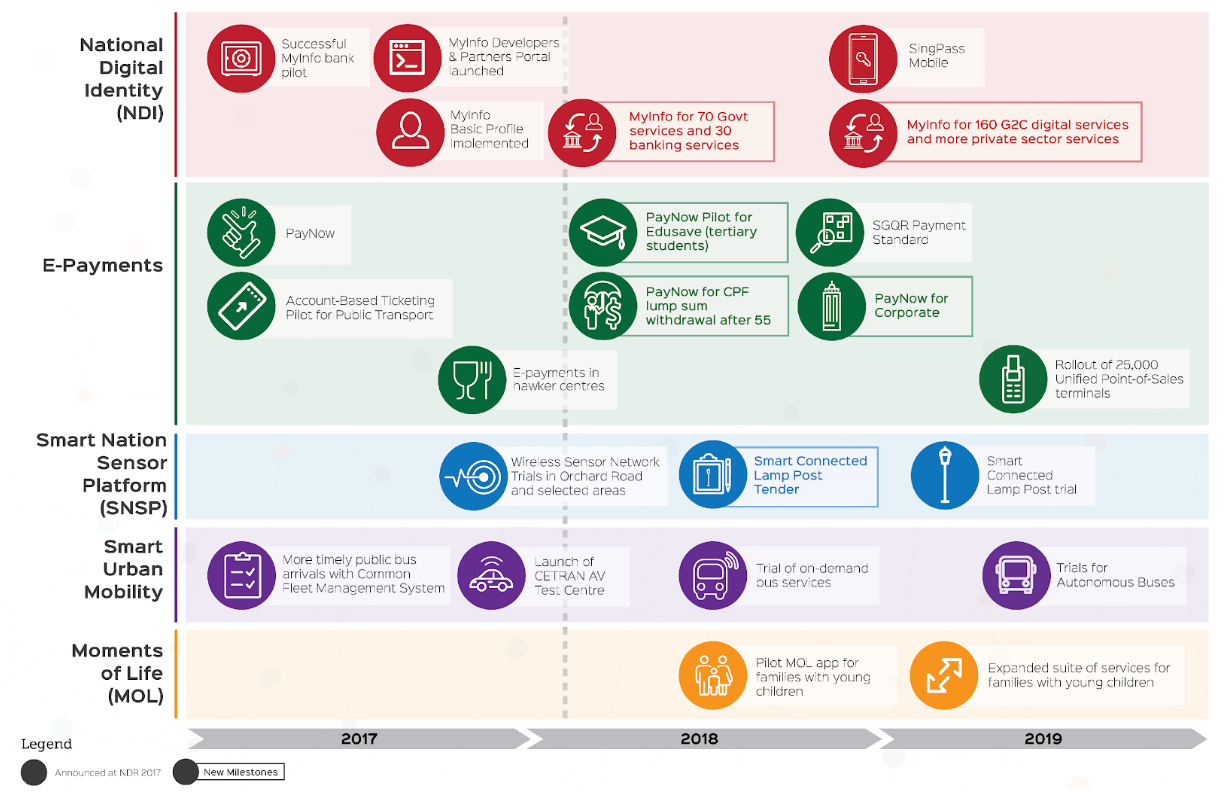 National
Digital
Identity
(NDI)
Successful
MyInfo bank
pilot
MyInfo Developers
& Partners Portal
launched
SingPass
Mobile
MyInfo
Basic Profile
Implemented
MyInfo for 70 Govt
services and 30
banking services
MyInfo for 160 G2C digital services
and more private sector services
E-Payments
PayNow
PayNow Pilot for
Edusave (tertiary
students)
SGQR Payment
Standard
Account-Based Ticketing
Pilot for Public Transport
PayNow for CPF
lump sum
withdrawal after 55
PayNow for
Corporate
E-payments in
hawker centres
Rollout of 25,000
Unified Point-of-Sales
terminals
Smart Nation
Sensor
Platform
(SNSP)
Wireless Sensor Network
Trials in Orchard Road
and selected areas
Smart Connected
Lamp Post
Tender
Smart
Connected
Lamp Post trial
Smart
Urban
Mobility
More timely public bus
arrivals with Common
Fleet Management System
Launch of
CETRAN AV
Test Centre
Trial of on-demand
bus services
Trials for
Autonomous Buses
Moments
of Life
(MOL)
Pilot MOL app for
families with young
children
Expanded suite of services for
families with young children
2017
2018
2019
Legend
Announced at NDR 2017
New Milestones